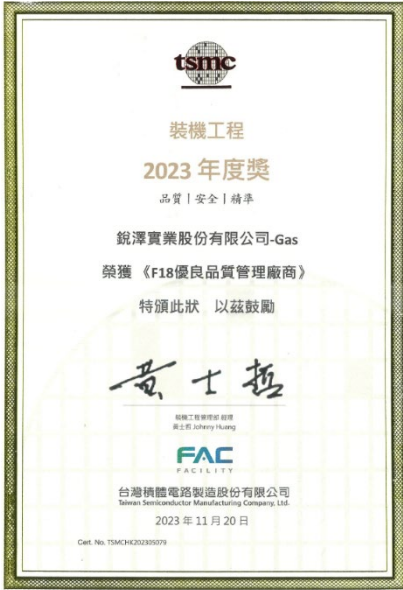 tsmc
裝機工程
2023 年度獎
品質 | 安全 | 精準
銳澤實業股份有限公司-Gas
榮獲 《F18優良品質管理廠商》
特頒此狀 以茲鼓勵
黃士哲
裝機工程管理部 經理
黃士哲 Johnny Huang
FAC
FACILITY
台灣積體電路製造股份有限公司
Taiwan Semiconductor Manufacturing Company, Ltd.
2023 年 11 月 20 日
Cert. No. TSMCHK202305079